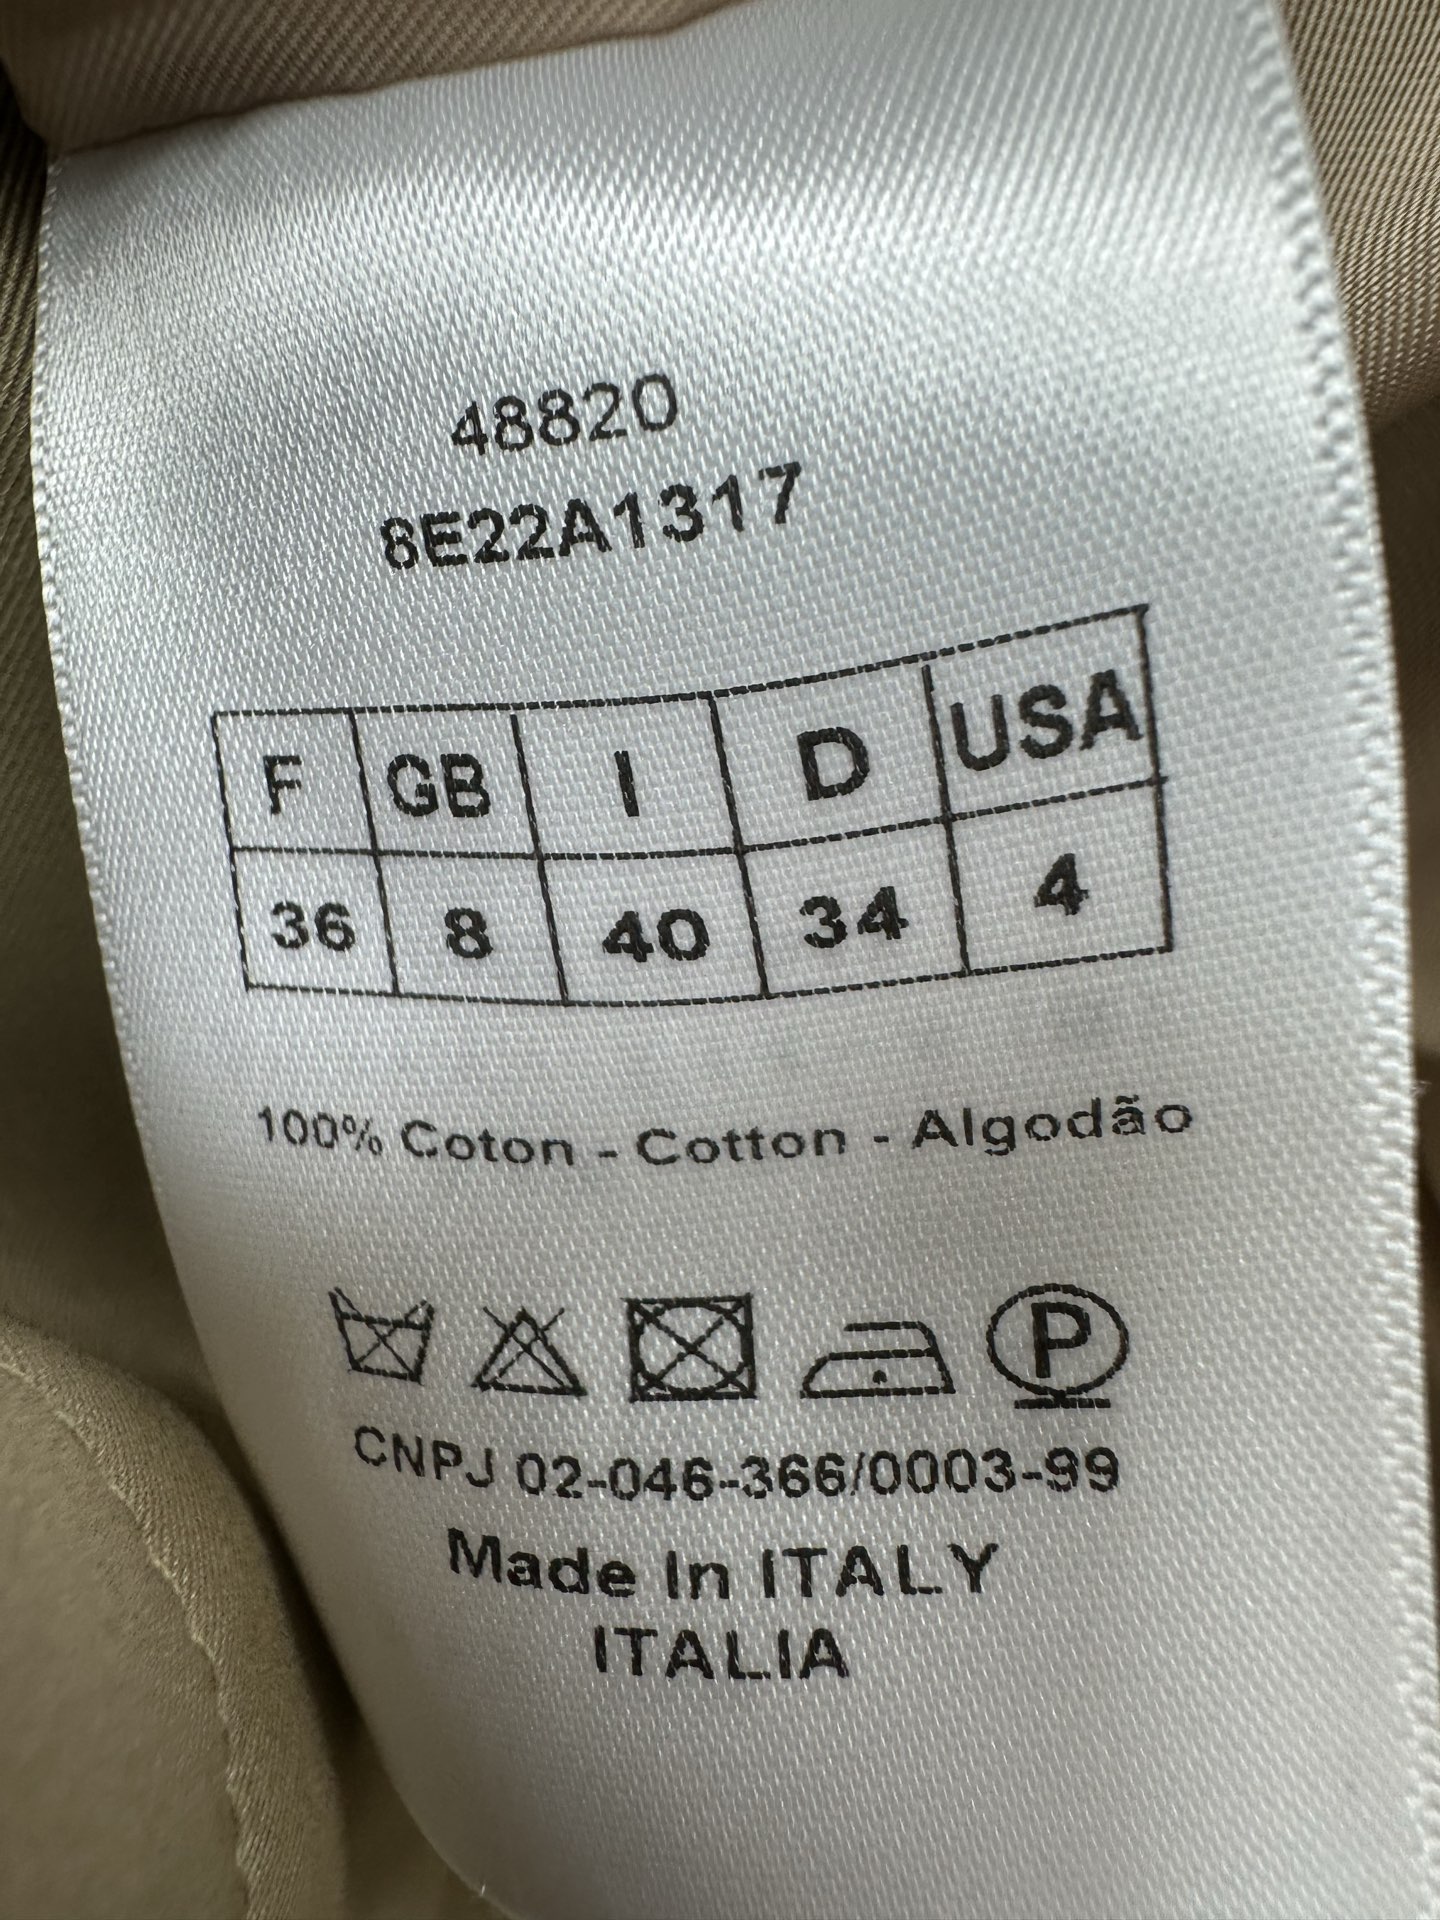 48820
8E22A1317
F GB I D USA
36 8 40 34 4
100% Coton - Cotton - Algodão
P
CNPJ 02-046-366/0003-99
Made In ITALY
ITALIA